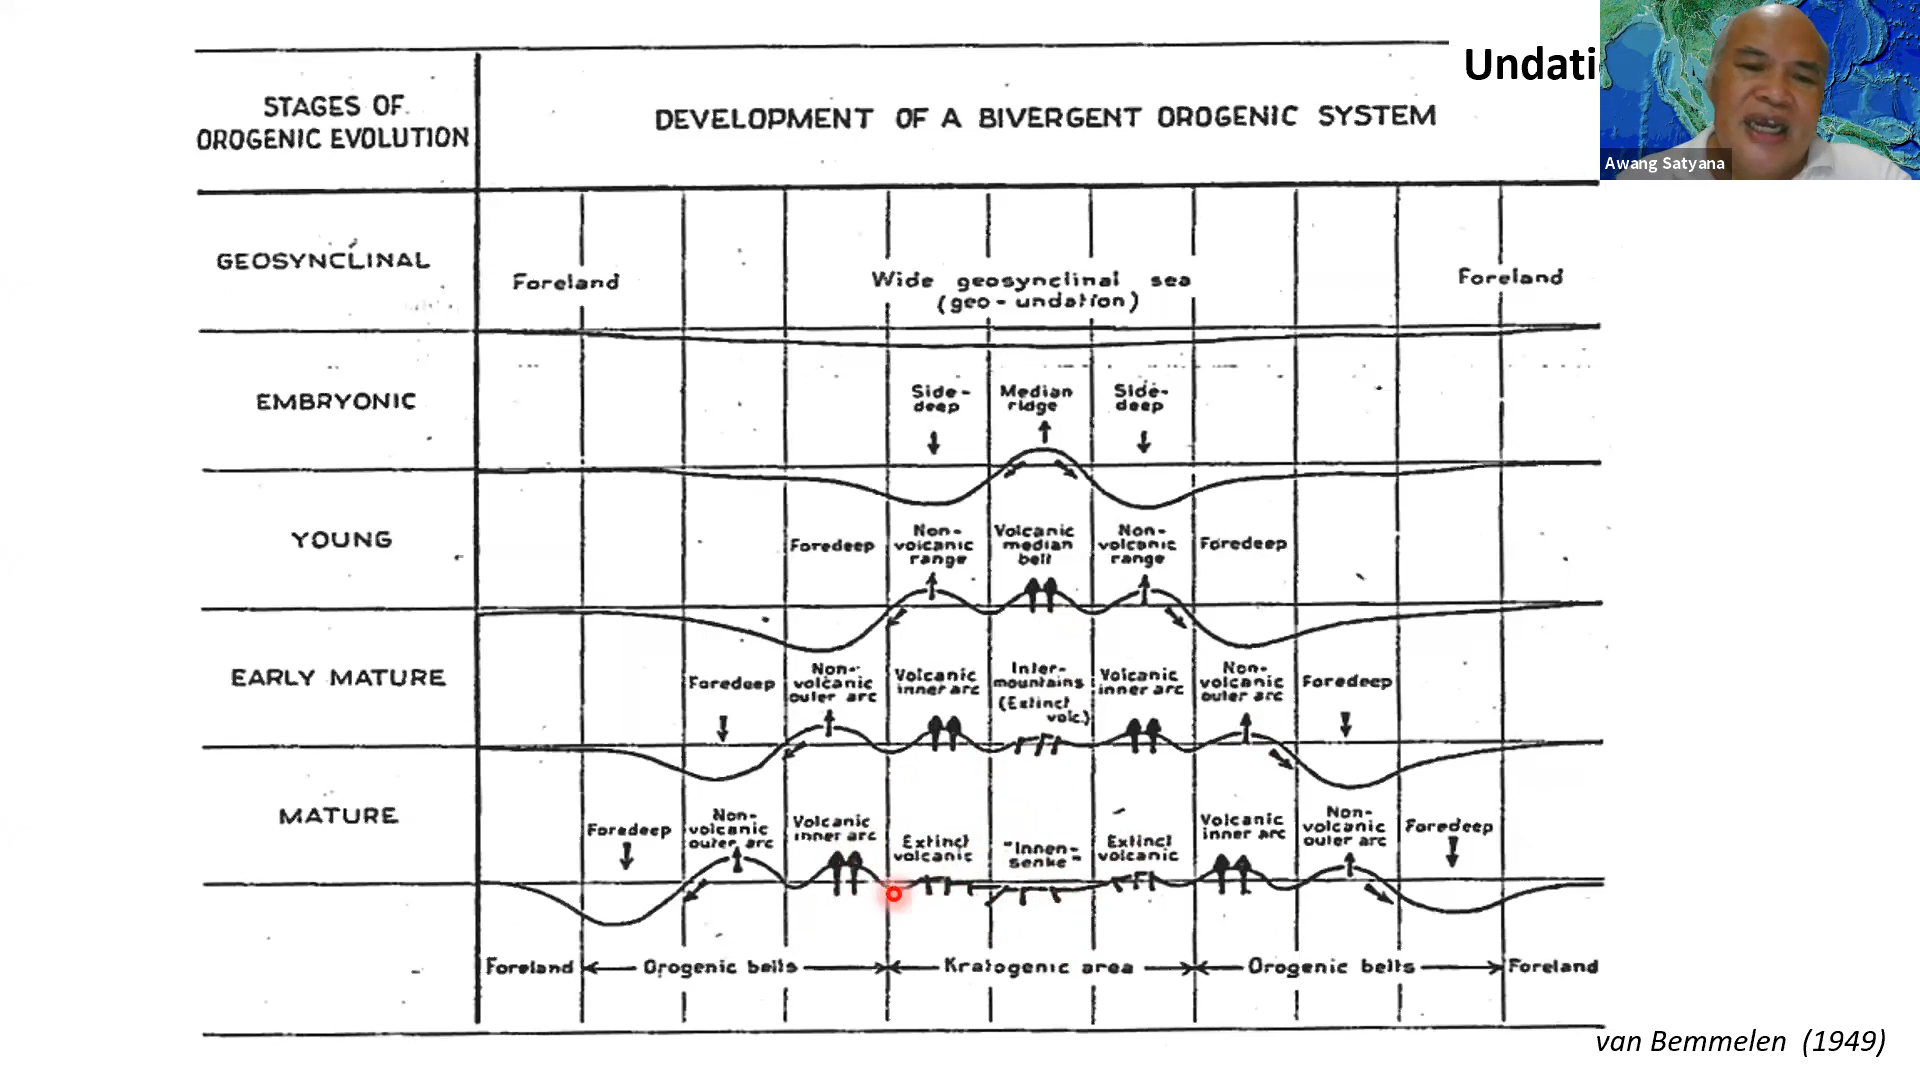 Undati
Awang Satyana
STAGES OF
OROGENIC EVOLUTION
DEVELOPMENT OF A BIVERGENT OROGENIC SYSTEM
GEOSYNCLINAL
Foreland
Wide geosynclinal sea
(geo - undation)
Foreland
EMBRYONIC
Side-
deep
Median
ridge
Side-
deep
YOUNG
Foredeep
Non-
volcanic
range
Volcanic
median
belt
Non-
volcanic
range
Foredeep
EARLY MATURE
Foredeep
Non-
volcanic
outer arc
Volcanic
inner arc
Inter-
mountains
(Extinct
volc.)
Volcanic
inner arc
Non-
volcanic
outer arc
Foredeep
MATURE
Foredeep
Non-
volcanic
outer arc
Volcanic
inner arc
Extinct
volcanic
"Innen-
senke"
Extinct
volcanic
Volcanic
inner arc
Non-
volcanic
outer arc
Foredeep
Foreland
Orogenic belts
Kratogenic area
Orogenic belts
Foreland
van Bemmelen (1949)